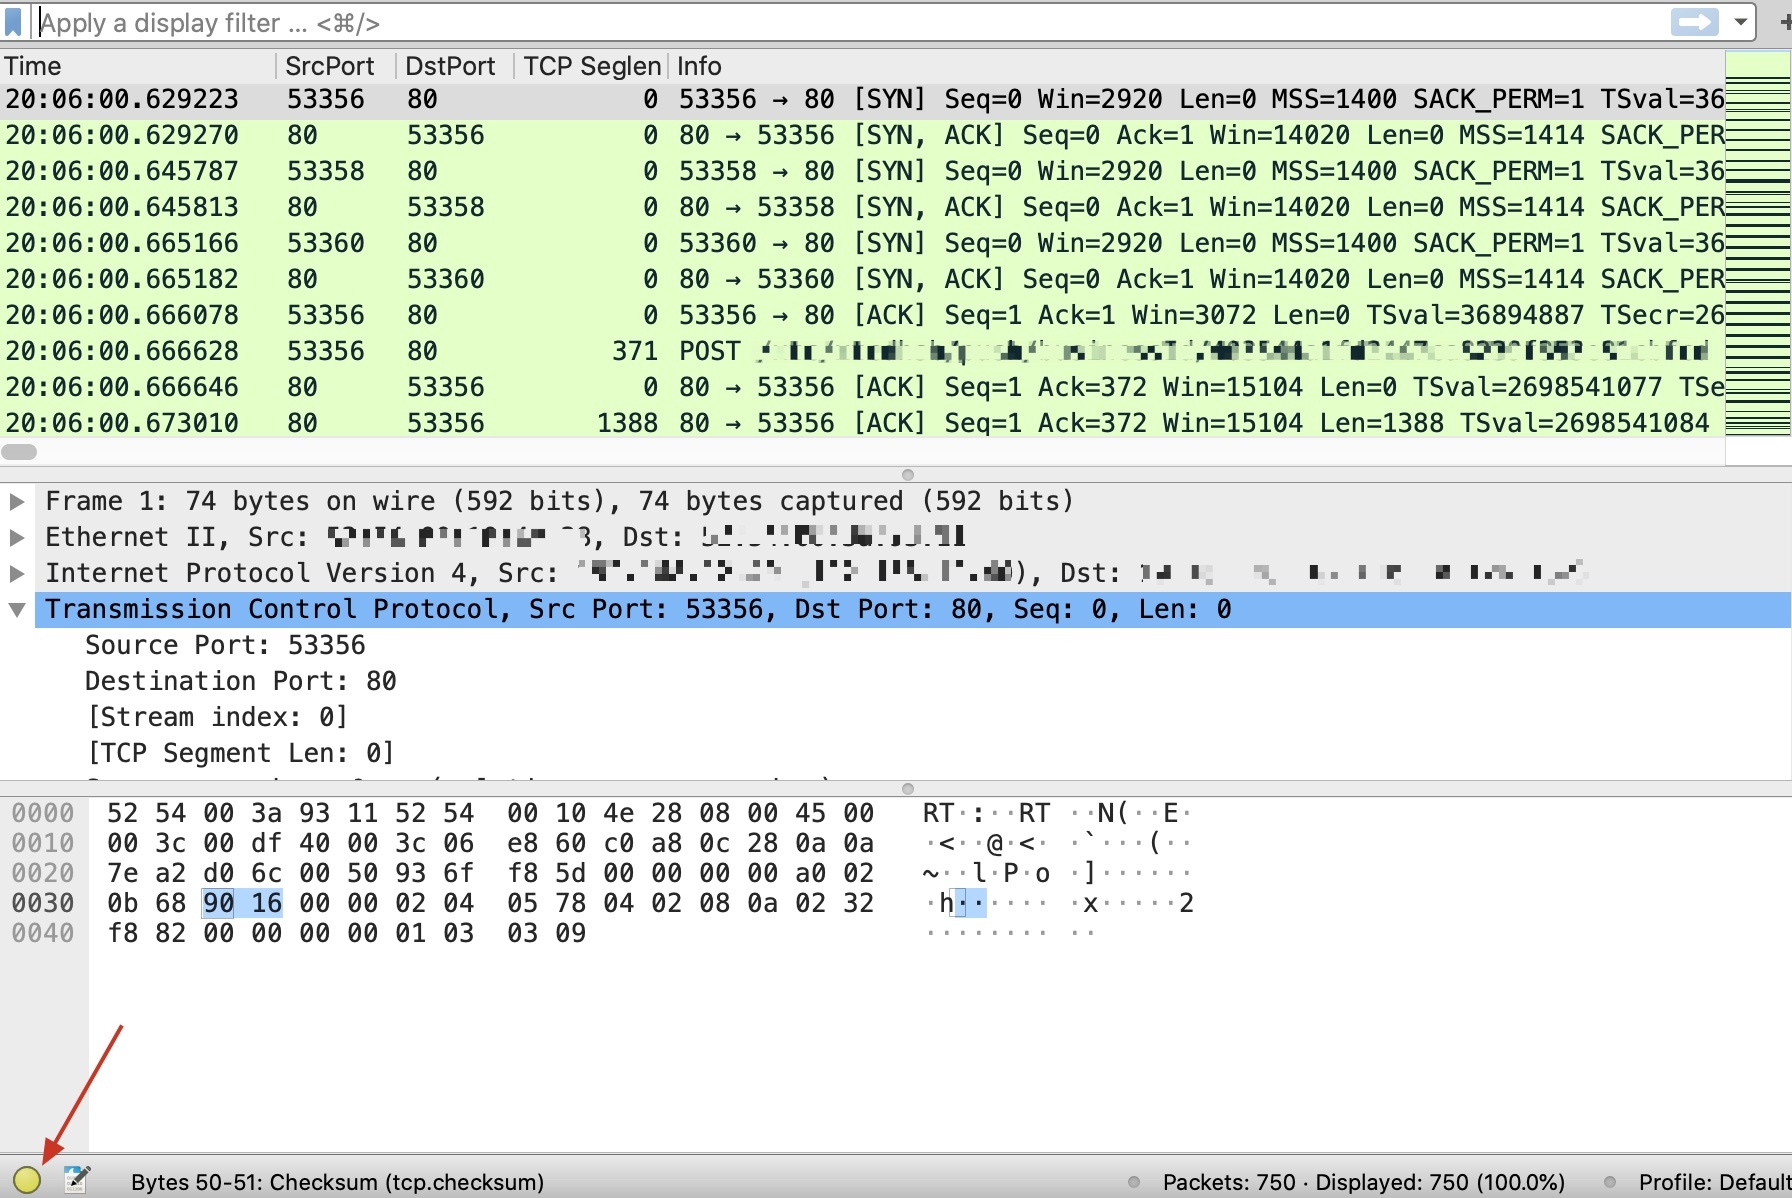 Apply a display filter ... <⌘/>
Time SrcPort DstPort TCP Seglen Info
20:06:00.629223 53356 80 0 53356 → 80 [SYN] Seq=0 Win=2920 Len=0 MSS=1400 SACK_PERM=1 TSval=36
20:06:00.629270 80 53356 0 80 → 53356 [SYN, ACK] Seq=0 Ack=1 Win=14020 Len=0 MSS=1414 SACK_PER
20:06:00.645787 53358 80 0 53358 → 80 [SYN] Seq=0 Win=2920 Len=0 MSS=1400 SACK_PERM=1 TSval=36
20:06:00.645813 80 53358 0 80 → 53358 [SYN, ACK] Seq=0 Ack=1 Win=14020 Len=0 MSS=1414 SACK_PER
20:06:00.665166 53360 80 0 53360 → 80 [SYN] Seq=0 Win=2920 Len=0 MSS=1400 SACK_PERM=1 TSval=36
20:06:00.665182 80 53360 0 80 → 53360 [SYN, ACK] Seq=0 Ack=1 Win=14020 Len=0 MSS=1414 SACK_PER
20:06:00.666078 53356 80 0 53356 → 80 [ACK] Seq=1 Ack=1 Win=3072 Len=0 TSval=36894887 TSecr=26
20:06:00.666628 53356 80 371 POST
20:06:00.666646 80 53356 0 80 → 53356 [ACK] Seq=1 Ack=372 Win=15104 Len=0 TSval=2698541077 TSe
20:06:00.673010 80 53356 1388 80 → 53356 [ACK] Seq=1 Ack=372 Win=15104 Len=1388 TSval=2698541084
Frame 1: 74 bytes on wire (592 bits), 74 bytes captured (592 bits)
Ethernet II, Src: , Dst:
Internet Protocol Version 4, Src: ), Dst:
Transmission Control Protocol, Src Port: 53356, Dst Port: 80, Seq: 0, Len: 0
Source Port: 53356
Destination Port: 80
[Stream index: 0]
[TCP Segment Len: 0]
0000 52 54 00 3a 93 11 52 54 00 10 4e 28 08 00 45 00 RT·:··RT ··N(··E·
0010 00 3c 00 df 40 00 3c 06 e8 60 c0 a8 0c 28 0a 0a ·<··@·<· ·`···(··
0020 7e a2 d0 6c 00 50 93 6f f8 5d 00 00 00 00 a0 02 ~··l·P·o ·]······
0030 0b 68 90 16 00 00 02 04 05 78 04 02 08 0a 02 32 ·h······ ·x·····2
0040 f8 82 00 00 00 00 01 03 03 09 ········ ··
Bytes 50-51: Checksum (tcp.checksum) Packets: 750 · Displayed: 750 (100.0%) Profile: Default